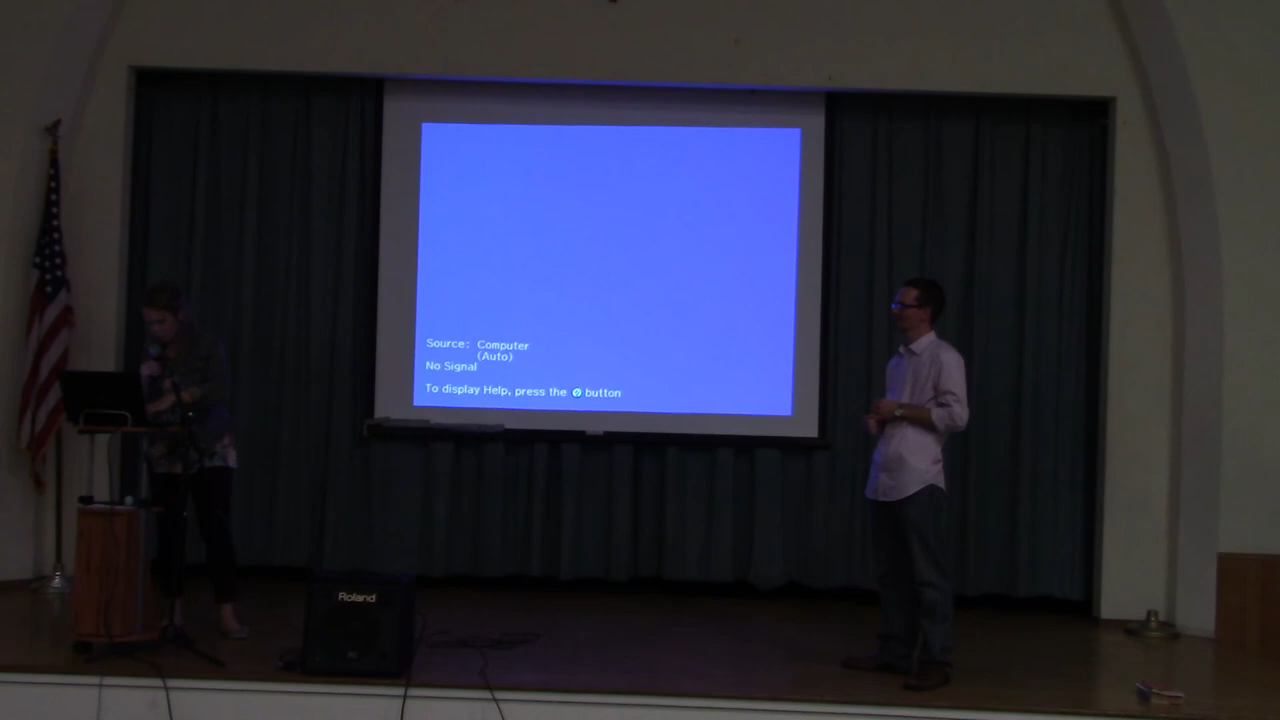 Source: Computer
(Auto)
No Signal
To display Help, press the button
Roland